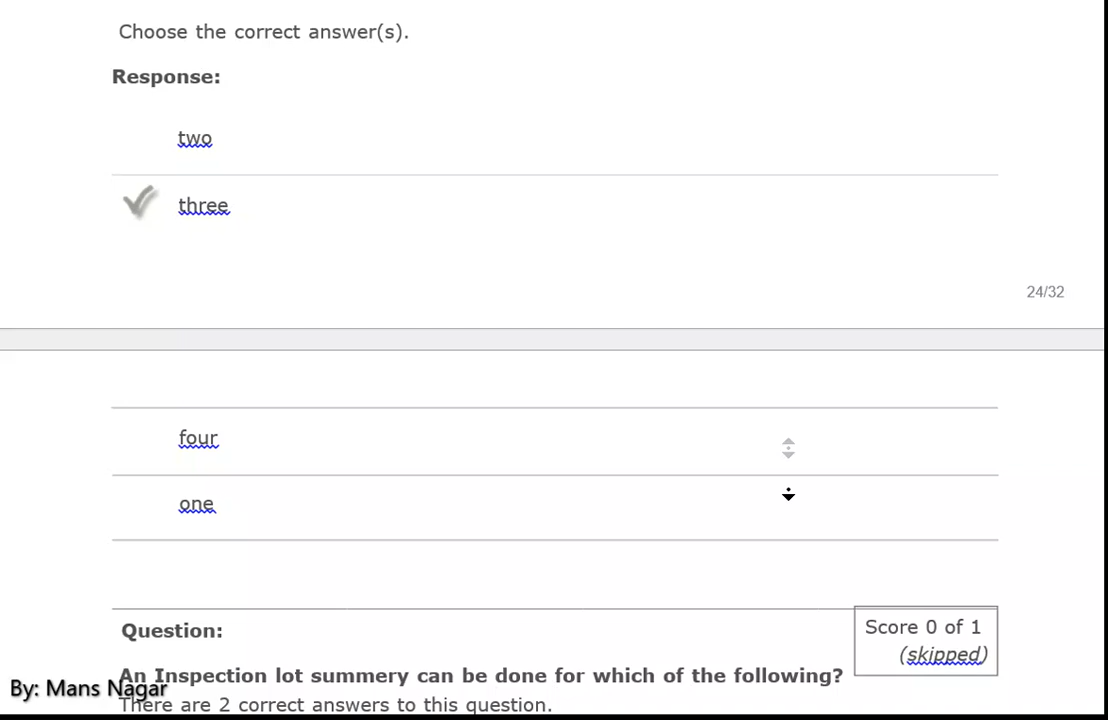 Choose the correct answer(s).
Response:
two
three
24/32
four
one
Question:
Score 0 of 1
(skipped)
An Inspection lot summery can be done for which of the following?
There are 2 correct answers to this question.
By: Mans Nagar